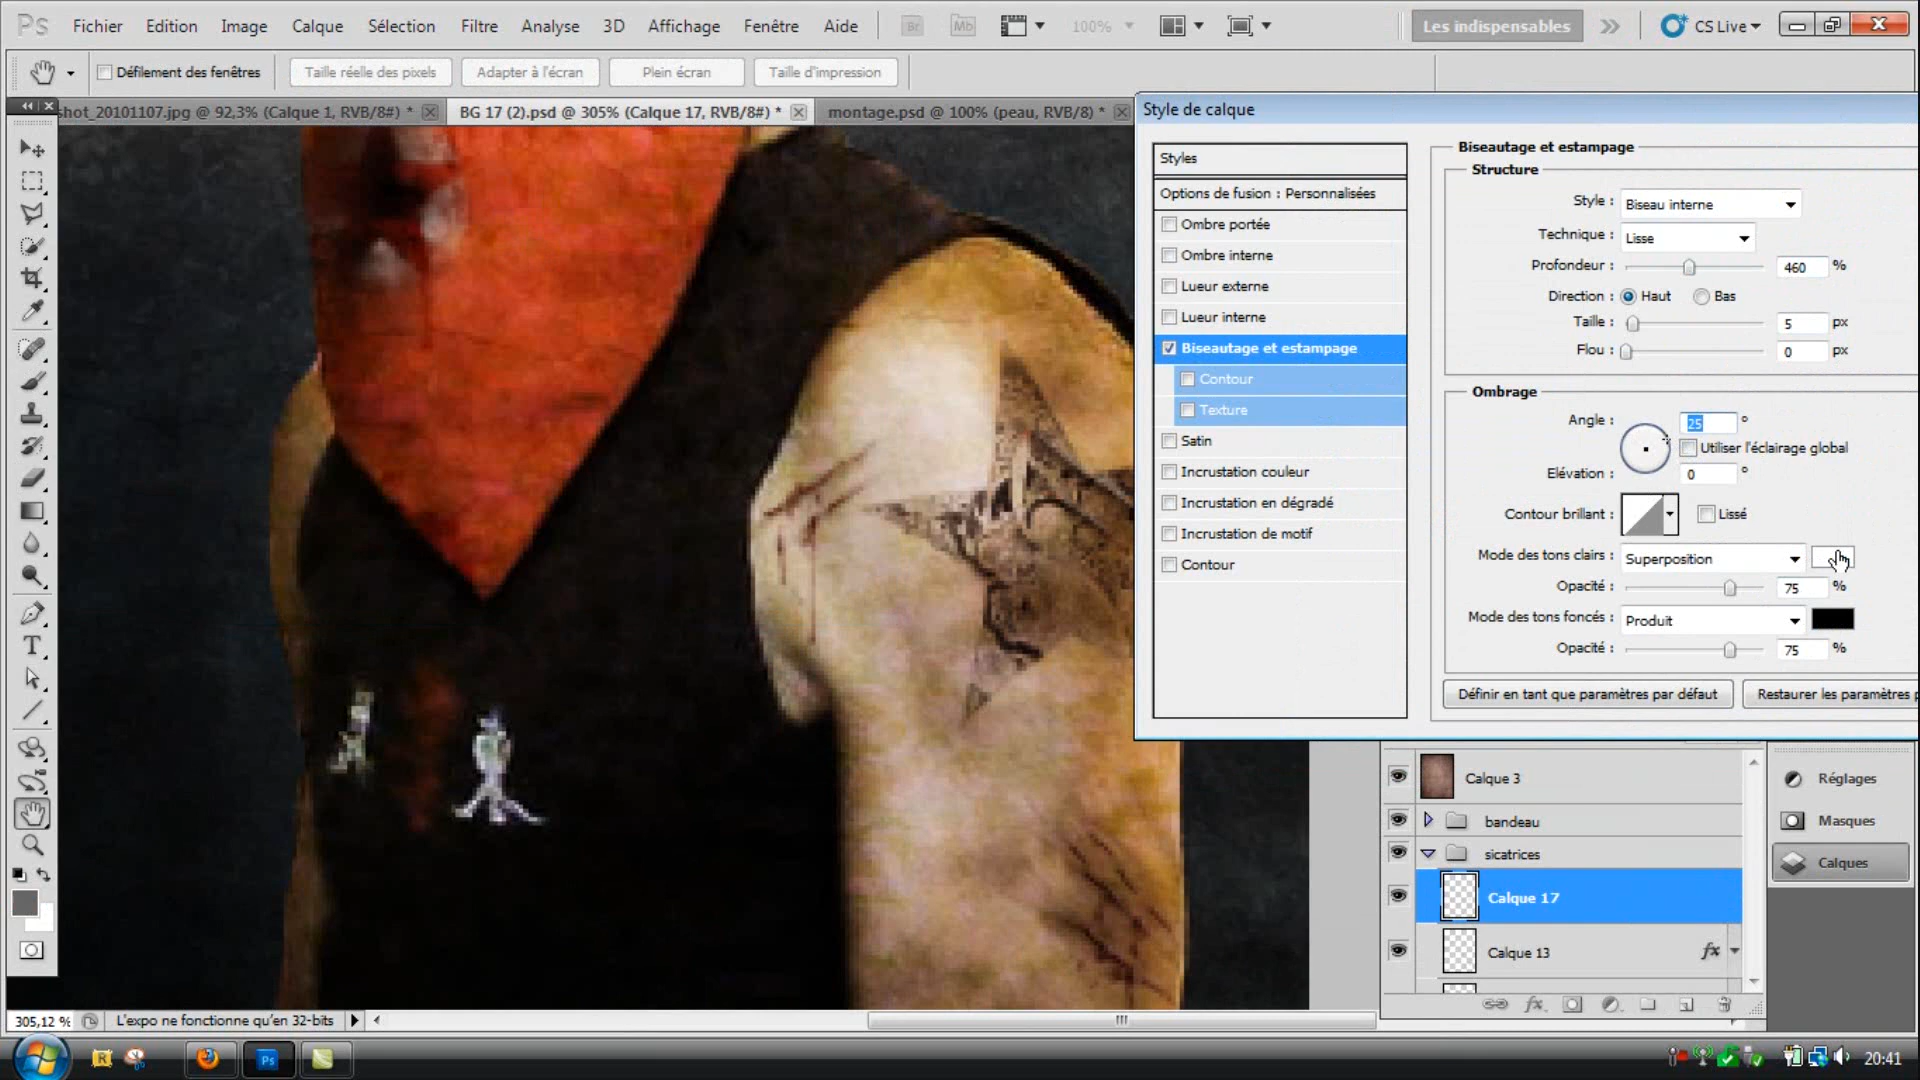 Ps Fichier Edition Image Calque Sélection Filtre Analyse 3D Affichage Fenêtre Aide Br Mb 100% Les indispensables CS Live
Défilement des fenêtres Taille réelle des pixels Adapter à l'écran Plein écran Taille d'impression
shot_20101107.jpg @ 92,3% (Calque 1, RVB/8#) * BG 17 (2).psd @ 305% (Calque 17, RVB/8#) * montage.psd @ 100% (peau, RVB/8) *
Style de calque
Styles
Options de fusion : Personnalisées
Ombre portée
Ombre interne
Lueur externe
Lueur interne
Biseautage et estampage
Contour
Texture
Satin
Incrustation couleur
Incrustation en dégradé
Incrustation de motif
Contour
Biseautage et estampage
Structure
Style : Biseau interne
Technique : Lisse
Profondeur : 460 %
Direction : Haut Bas
Taille : 5 px
Flou : 0 px
Ombrage
Angle : 25 °
Utiliser l'éclairage global
Elévation : 0 °
Contour brillant : Lissé
Mode des tons clairs : Superposition
Opacité : 75 %
Mode des tons foncés : Produit
Opacité : 75 %
Définir en tant que paramètres par défaut Restaurer les paramètres p
Calque 3
bandeau
sicatrices
Calque 17
Calque 13 fx
Réglages
Masques
Calques
T
305,12 % L'expo ne fonctionne qu'en 32-bits
fx
R Ps 20:41